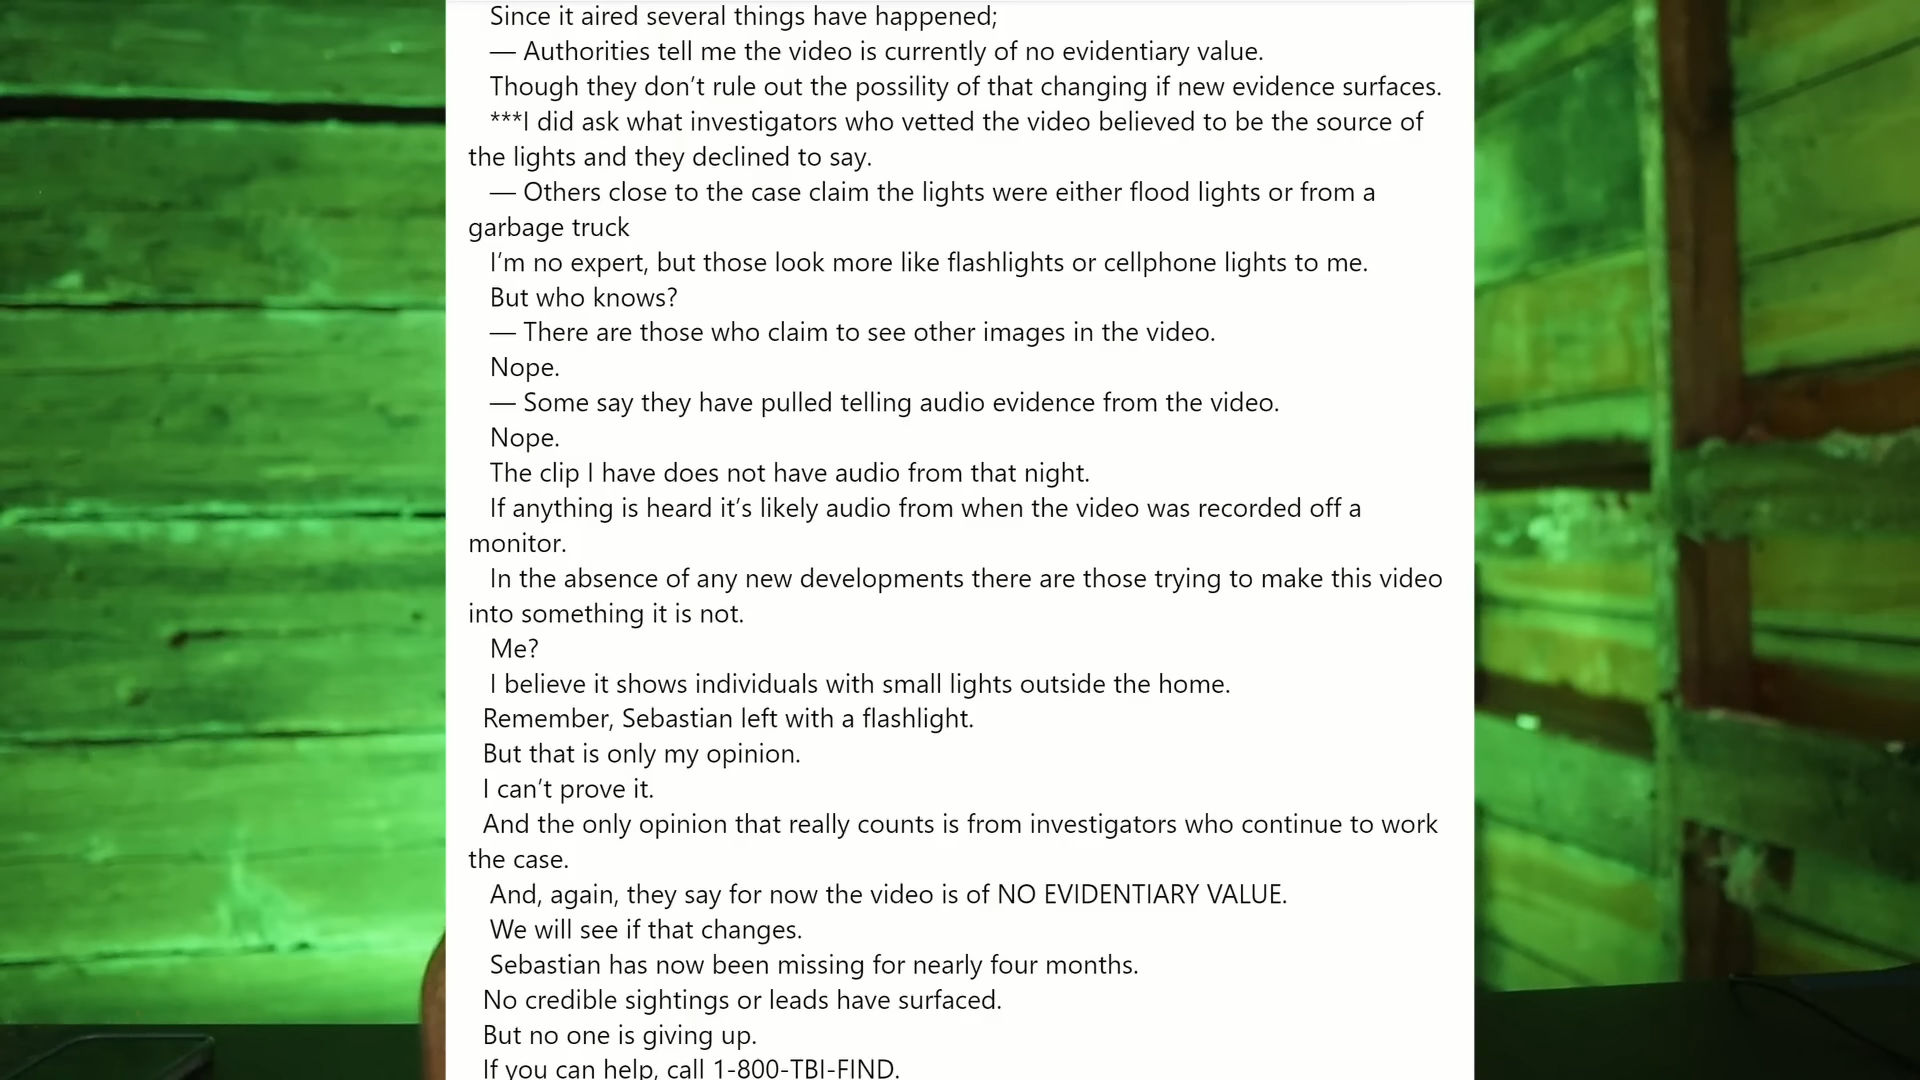 Since it aired several things have happened;
— Authorities tell me the video is currently of no evidentiary value.
Though they don’t rule out the possility of that changing if new evidence surfaces.
***I did ask what investigators who vetted the video believed to be the source of
the lights and they declined to say.
— Others close to the case claim the lights were either flood lights or from a
garbage truck
I’m no expert, but those look more like flashlights or cellphone lights to me.
But who knows?
— There are those who claim to see other images in the video.
Nope.
— Some say they have pulled telling audio evidence from the video.
Nope.
The clip I have does not have audio from that night.
If anything is heard it’s likely audio from when the video was recorded off a
monitor.
In the absence of any new developments there are those trying to make this video
into something it is not.
Me?
I believe it shows individuals with small lights outside the home.
Remember, Sebastian left with a flashlight.
But that is only my opinion.
I can’t prove it.
And the only opinion that really counts is from investigators who continue to work
the case.
And, again, they say for now the video is of NO EVIDENTIARY VALUE.
We will see if that changes.
Sebastian has now been missing for nearly four months.
No credible sightings or leads have surfaced.
But no one is giving up.
If you can help, call 1-800-TBI-FIND.